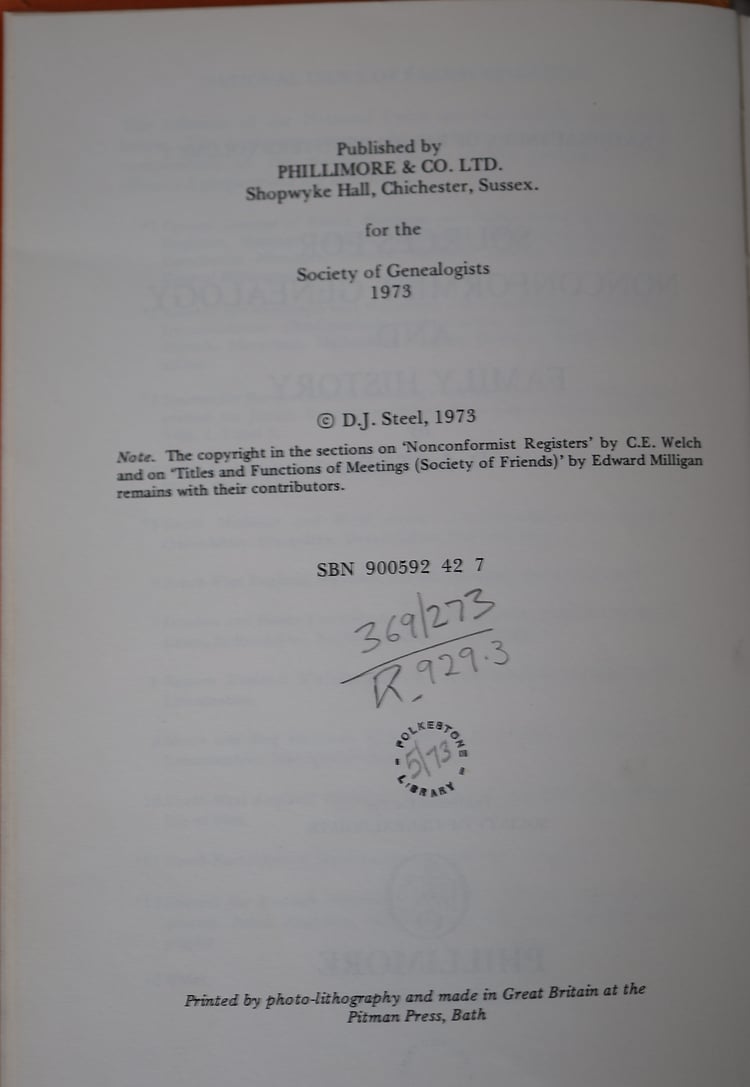 Published by
PHILLIMORE & CO. LTD.
Shopwyke Hall, Chichester, Sussex.
for the
Society of Genealogists
1973
© D.J. Steel, 1973
Note. The copyright in the sections on 'Nonconformist Registers' by C.E. Welch
and on 'Titles and Functions of Meetings (Society of Friends)' by Edward Milligan
remains with their contributors.
SBN 900592 42 7
369/273
R 929.3
FOLKESTONE
5/73
LIBRARY
Printed by photo-lithography and made in Great Britain at the
Pitman Press, Bath